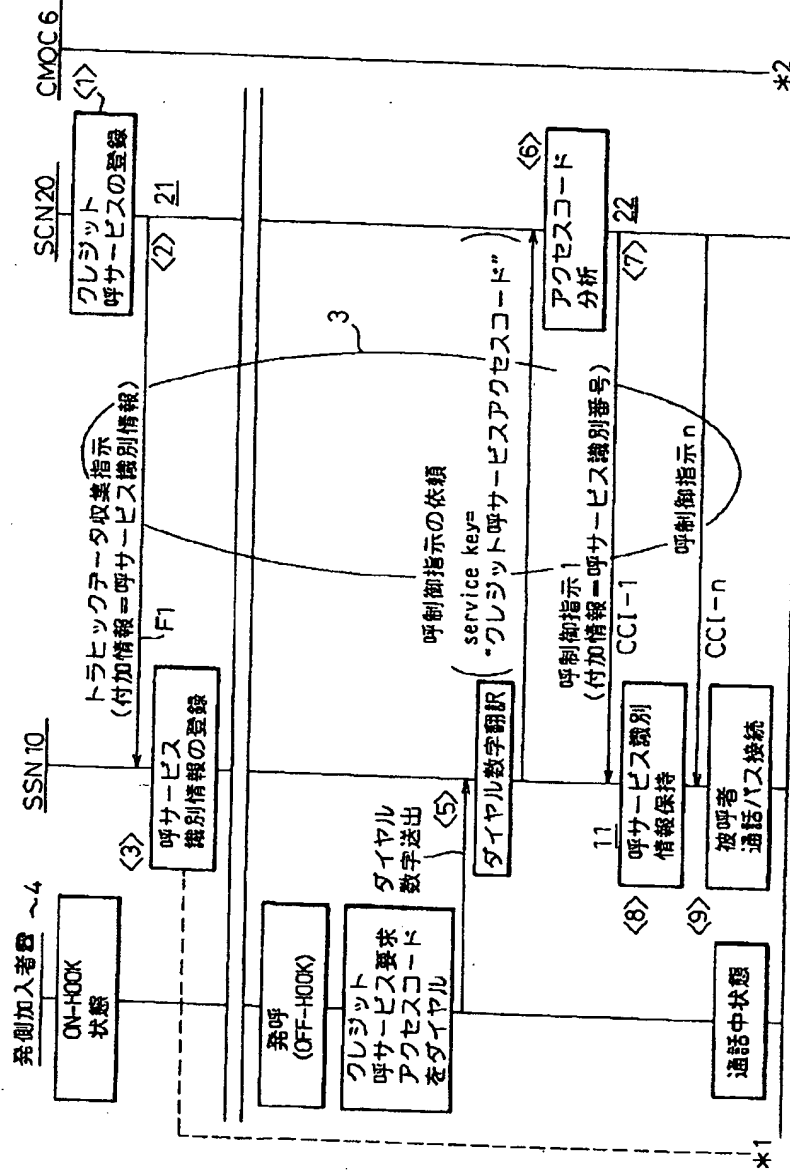 発側加入者☎ ～4
SSN10
SCN20
CMOC6
ON-HOOK
状態
クレジット
呼サービスの登録
<1>
<2>
21
トラヒックデータ収集指示
(付加情報=呼サービス識別情報)
F1
<3>
呼サービス
識別情報の登録
3
発呼
(OFF-HOOK)
クレジット
呼サービス要求
アクセスコード
をダイヤル
ダイヤル
数字送出
<5>
ダイヤル数字翻訳
呼制御指示の依頼
(service key=
"クレジット呼サービスアクセスコード")
<6>
アクセスコード
分析
22
<7>
呼制御指示1
(付加情報=呼サービス識別番号)
CCI-1
11
<8>
呼サービス識別
情報保持
呼制御指示n
CCI-n
<9>
被呼者
通話パス接続
通話中状態
*1
*2